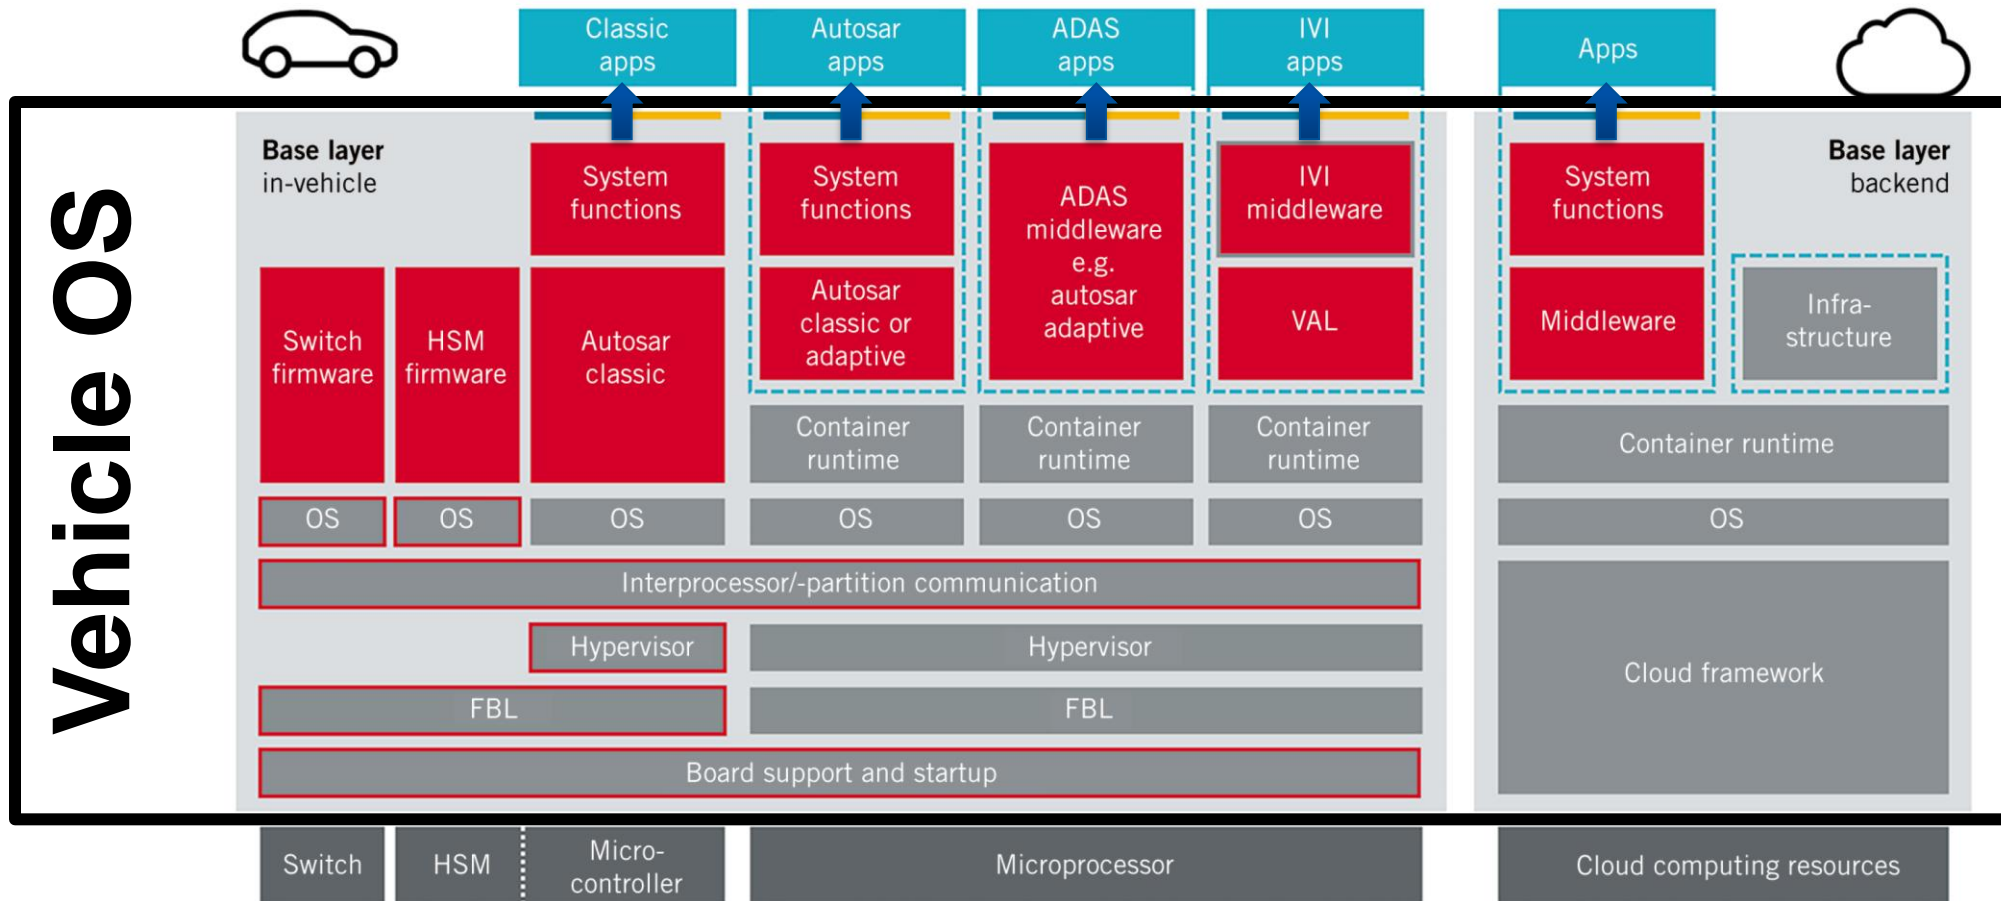 Vehicle OS
Classic
apps
Autosar
apps
ADAS
apps
IVI
apps
Apps
Base layer
in-vehicle
System
functions
System
functions
ADAS
middleware
e.g.
autosar
adaptive
IVI
middleware
System
functions
Base layer
backend
Switch
firmware
HSM
firmware
Autosar
classic
Autosar
classic or
adaptive
VAL
Middleware
Infra-
structure
Container
runtime
Container
runtime
Container
runtime
Container runtime
OS
OS
OS
OS
OS
OS
OS
Interprocessor/-partition communication
Hypervisor
Hypervisor
Cloud framework
FBL
FBL
Board support and startup
Switch
HSM
Micro-
controller
Microprocessor
Cloud computing resources